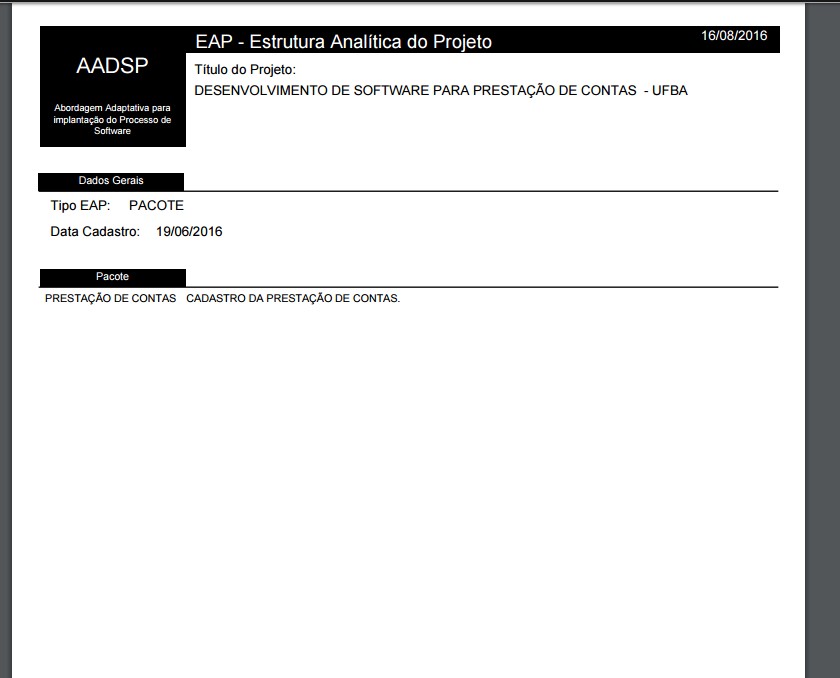 AADSP
Abordagem Adaptativa para
implantação do Processo de
Software
EAP - Estrutura Analítica do Projeto
16/08/2016
Título do Projeto:
DESENVOLVIMENTO DE SOFTWARE PARA PRESTAÇÃO DE CONTAS - UFBA
Dados Gerais
Tipo EAP: PACOTE
Data Cadastro: 19/06/2016
Pacote
PRESTAÇÃO DE CONTAS CADASTRO DA PRESTAÇÃO DE CONTAS.